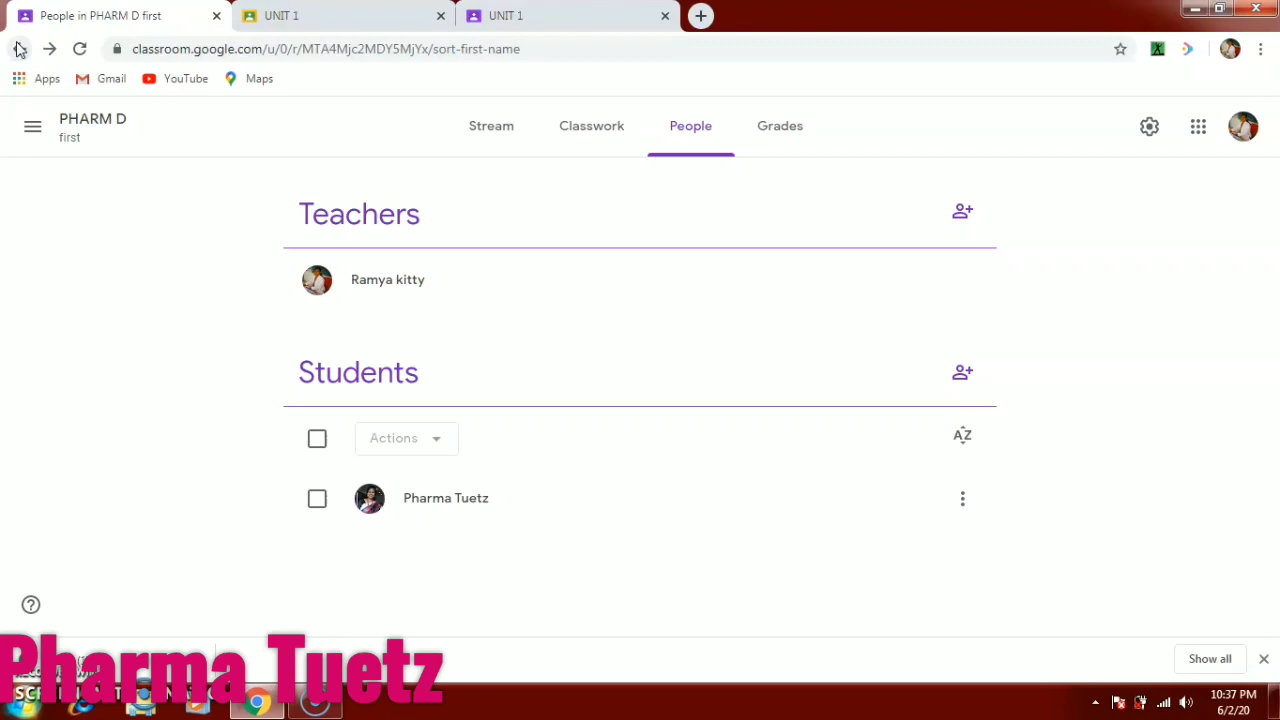 People in PHARM D first
UNIT 1
UNIT 1
classroom.google.com/u/0/r/MTA4Mjc2MDY5MjYx/sort-first-name
Apps
Gmail
YouTube
Maps
PHARM D
first
Stream
Classwork
People
Grades
Teachers
Ramya kitty
Students
Actions
AZ
Pharma Tuetz
Show all
Pharma Tuetz
10:37 PM
6/2/20